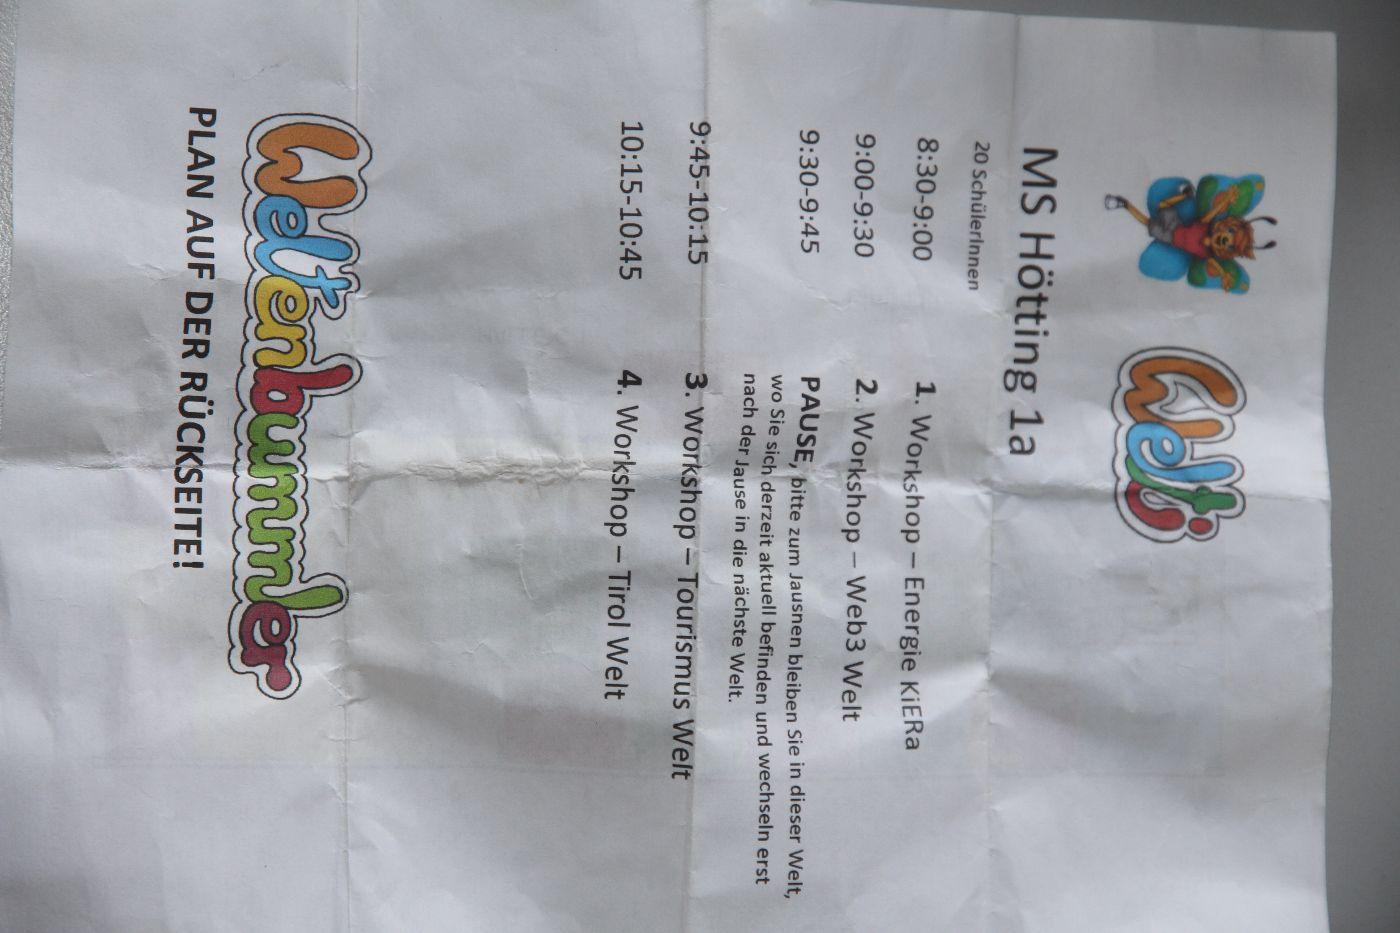 Welti
MS Hötting 1a
20 SchülerInnen
8:30-9:00 1. Workshop – Energie KiERa
9:00-9:30 2. Workshop – Web3 Welt
9:30-9:45 PAUSE, bitte zum Jausnen bleiben Sie in dieser Welt,
wo Sie sich derzeit aktuell befinden und wechseln erst
nach der Jause in die nächste Welt.
9:45-10:15 3. Workshop – Tourismus Welt
10:15-10:45 4. Workshop – Tirol Welt
Weltenbummler
PLAN AUF DER RÜCKSEITE!